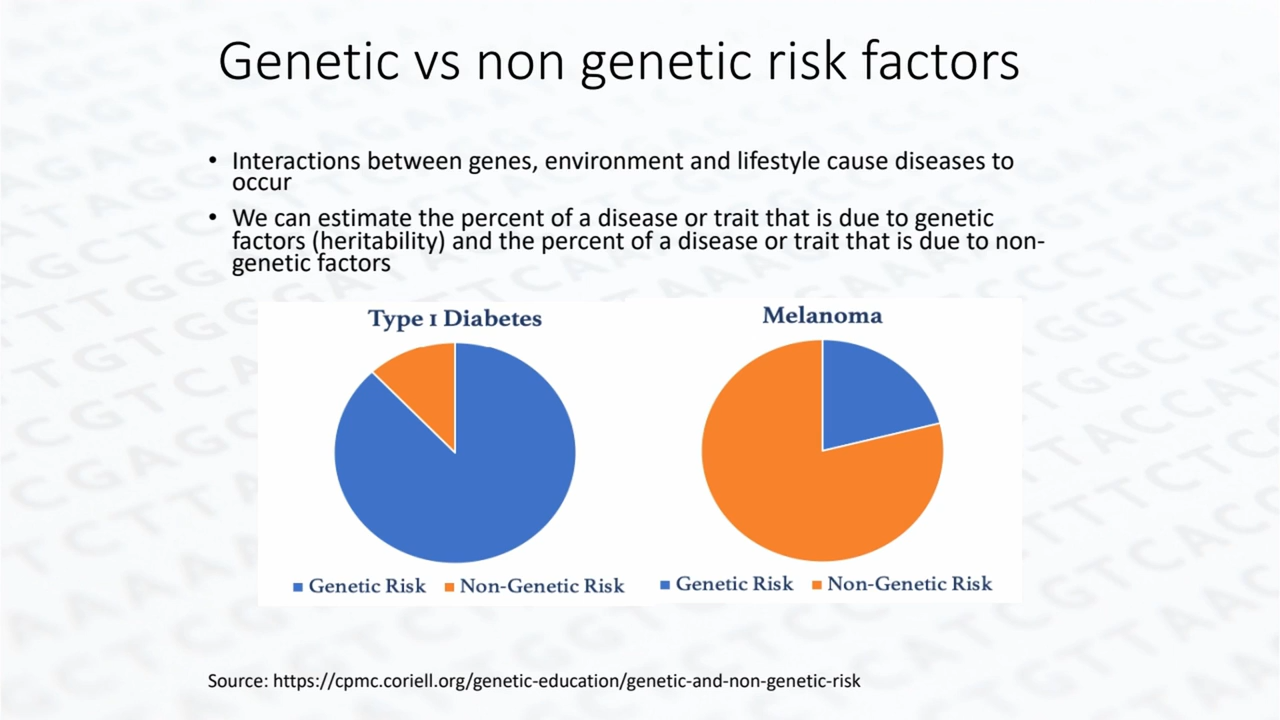 Genetic vs non genetic risk factors
• Interactions between genes, environment and lifestyle cause diseases to
occur
• We can estimate the percent of a disease or trait that is due to genetic
factors (heritability) and the percent of a disease or trait that is due to non-
genetic factors
Type 1 Diabetes
Genetic Risk Non-Genetic Risk
Melanoma
Genetic Risk Non-Genetic Risk
Source: https://cpmc.coriell.org/genetic-education/genetic-and-non-genetic-risk